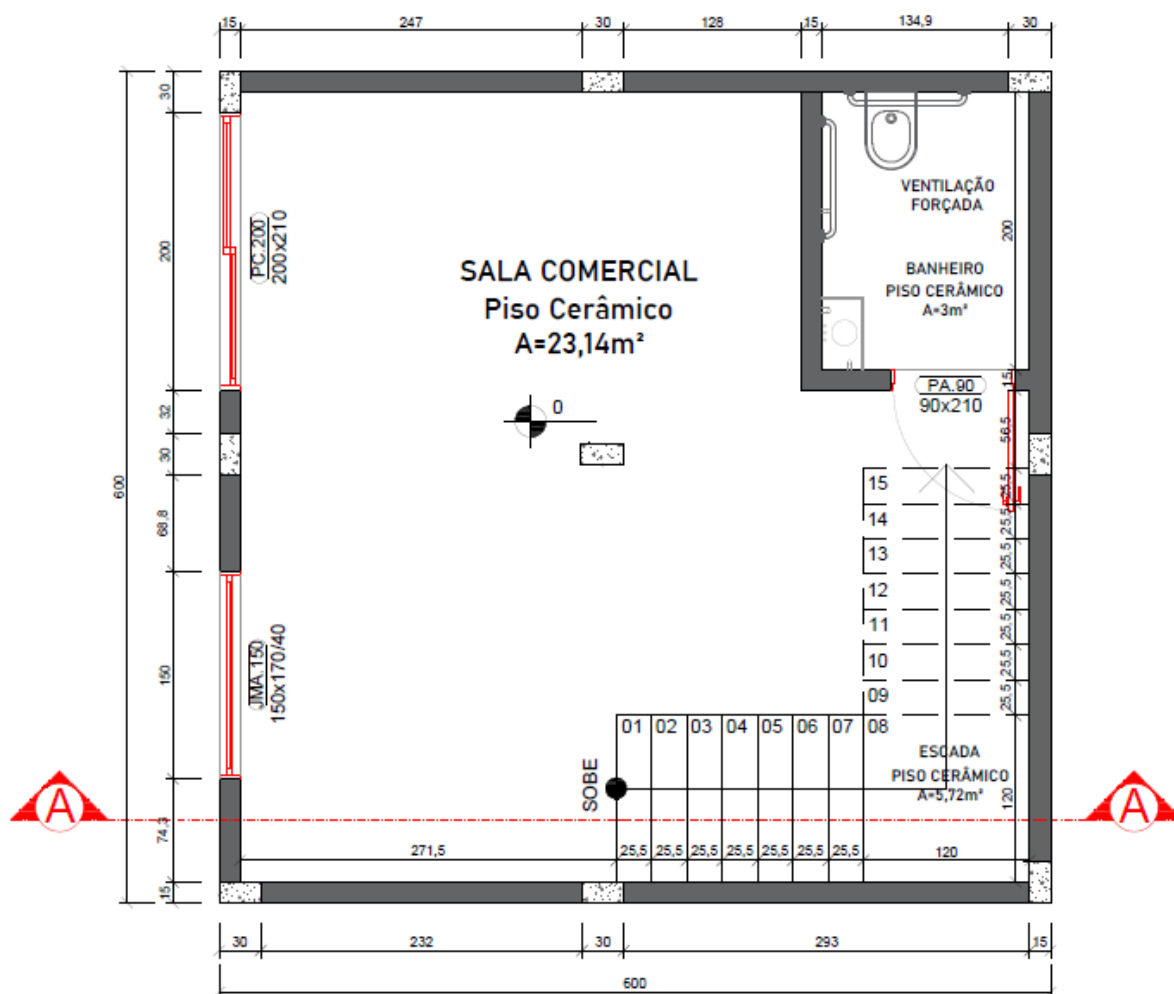 15 247 30 128 15 134,9 30
30
200
32
30
68,8
150
74,3
15
600
PC.200
200x210
JMA.150
150x170/40
SALA COMERCIAL
Piso Cerâmico
A=23,14m²
0
VENTILAÇÃO
FORÇADA
BANHEIRO
PISO CERÂMICO
A=3m²
200
15
PA.90
90x210
56,5
25,5
25,5
25,5
25,5
25,5
25,5
25,5
15
14
13
12
11
10
09
01 02 03 04 05 06 07 08
SOBE
ESCADA
PISO CERÂMICO
A=5,72m²
120
A
A
271,5 25,5 25,5 25,5 25,5 25,5 25,5 25,5 120
30 232 30 293 15
600